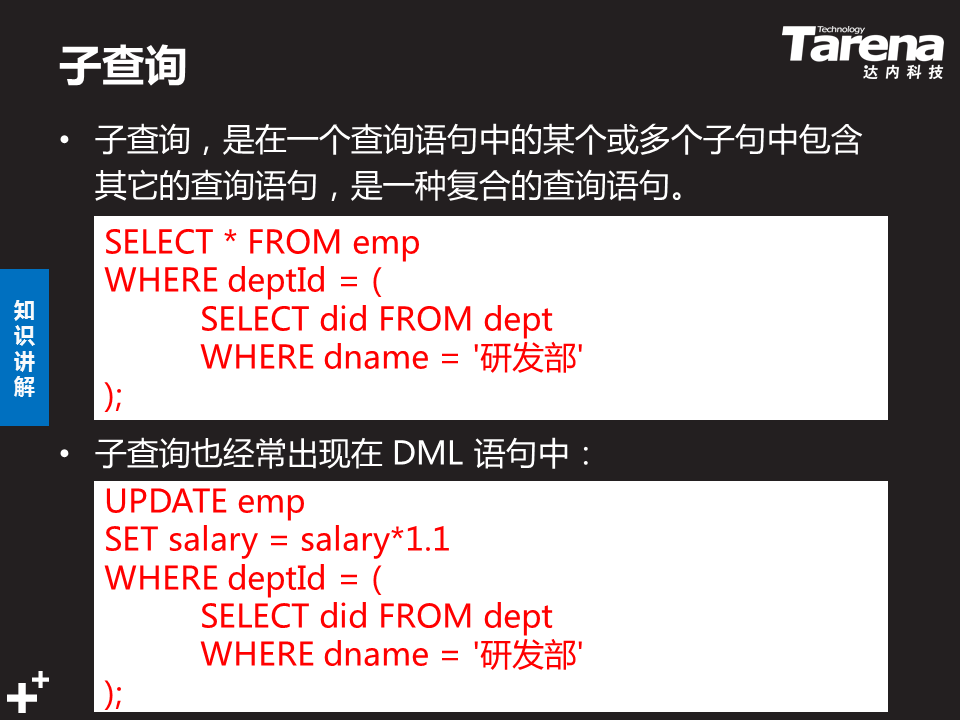 子查询
Technology
Tarena
达内科技
• 子查询，是在一个查询语句中的某个或多个子句中包含
其它的查询语句，是一种复合的查询语句。
SELECT * FROM emp
WHERE deptId = (
SELECT did FROM dept
WHERE dname = '研发部'
);
知识讲解
• 子查询也经常出现在 DML 语句中：
UPDATE emp
SET salary = salary*1.1
WHERE deptId = (
SELECT did FROM dept
WHERE dname = '研发部'
);